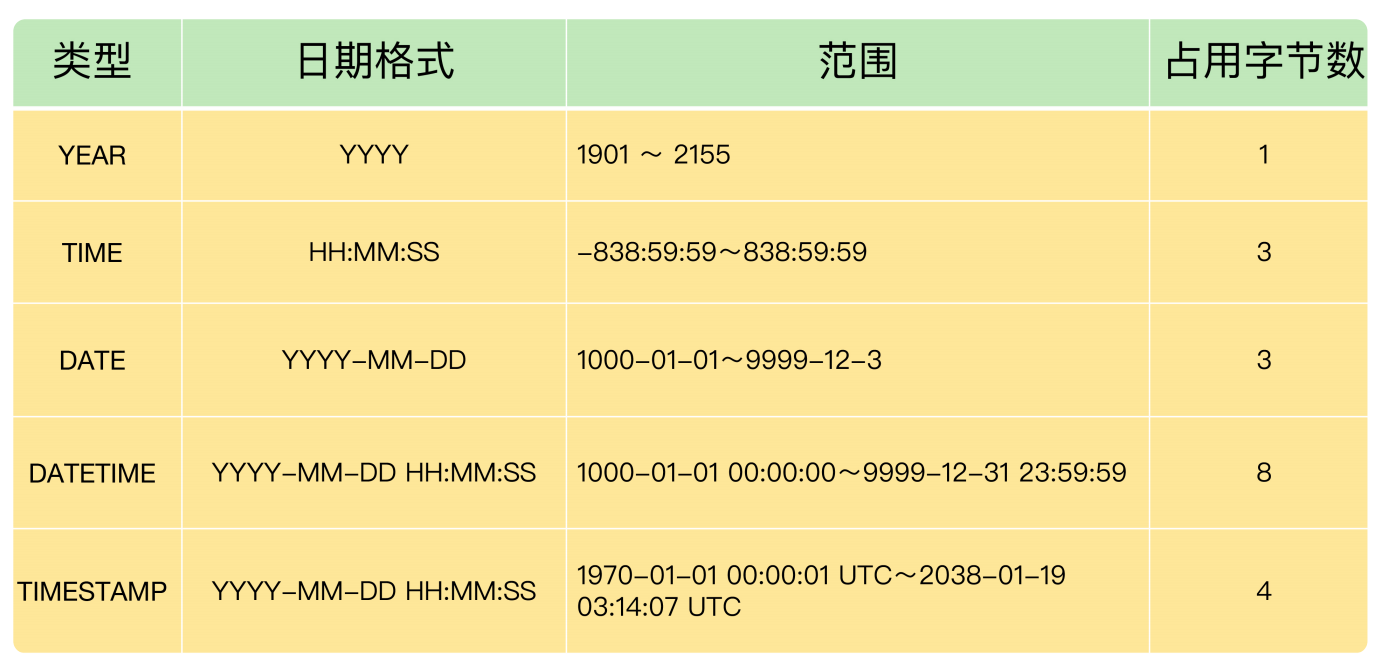 类型 日期格式 范围 占用字节数
YEAR YYYY 1901 ~ 2155 1
TIME HH:MM:SS -838:59:59~838:59:59 3
DATE YYYY-MM-DD 1000-01-01~9999-12-3 3
DATETIME YYYY-MM-DD HH:MM:SS 1000-01-01 00:00:00~9999-12-31 23:59:59 8
TIMESTAMP YYYY-MM-DD HH:MM:SS 1970-01-01 00:00:01 UTC~2038-01-19
03:14:07 UTC 4